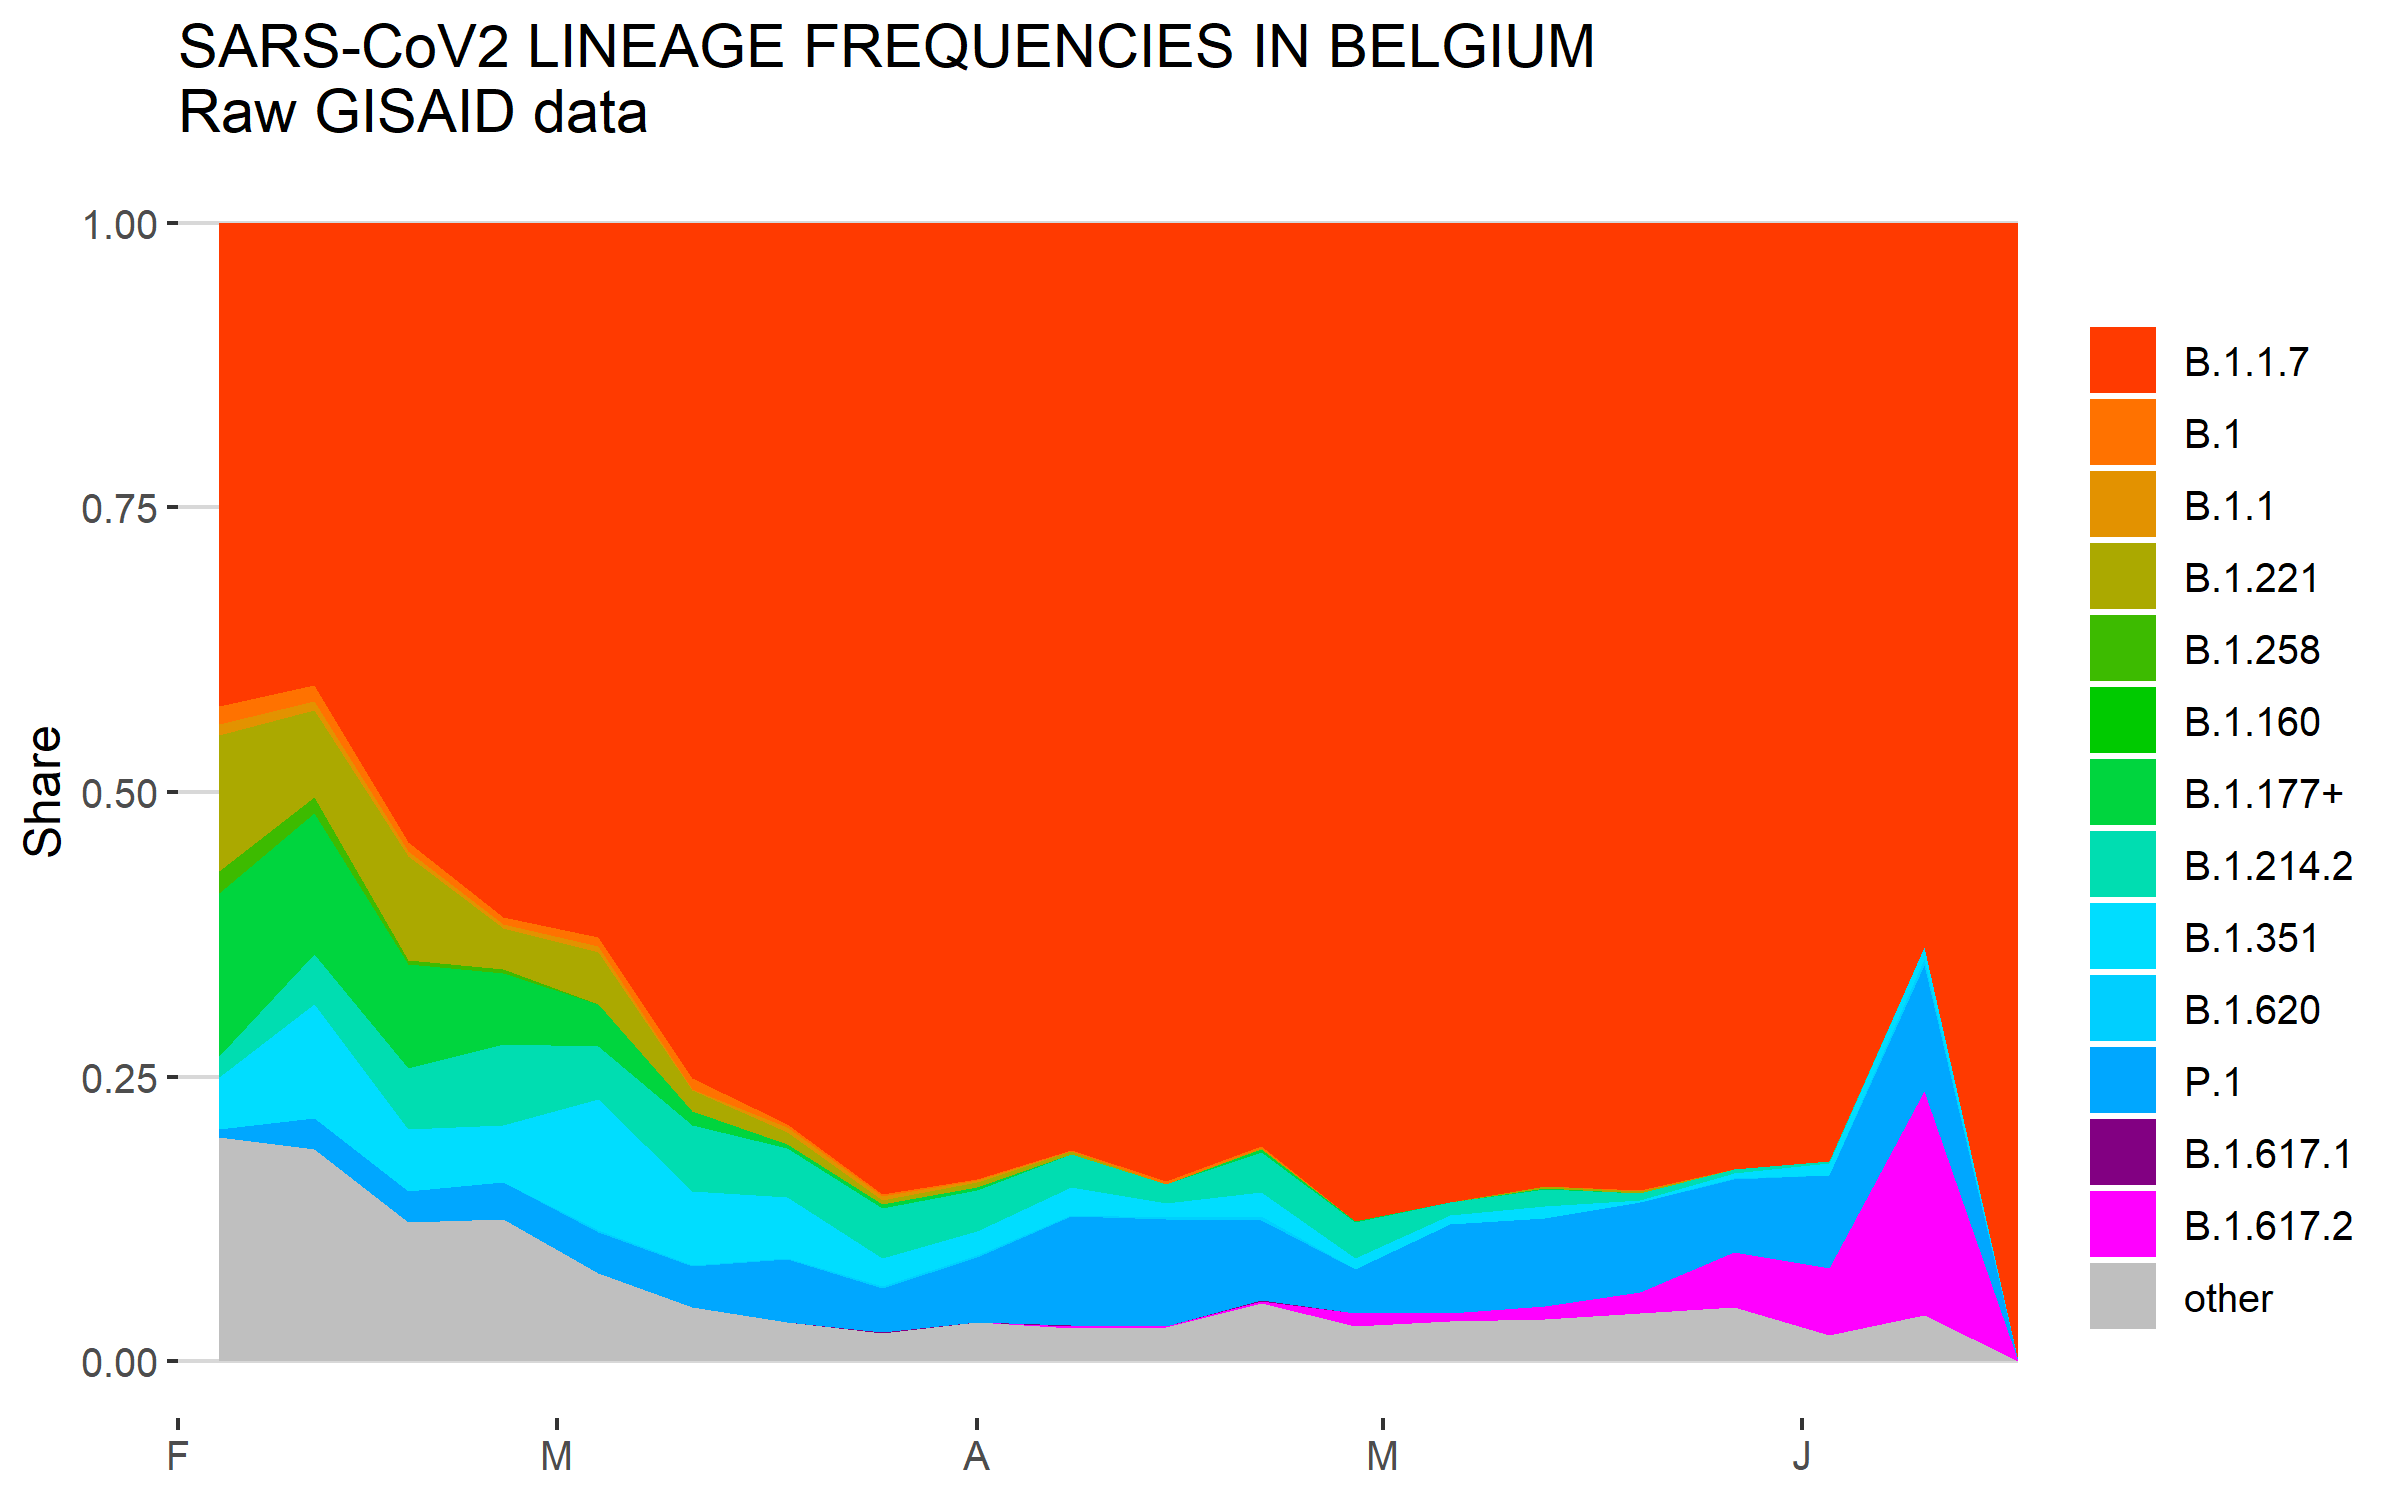 SARS-CoV2 LINEAGE FREQUENCIES IN BELGIUM
Raw GISAID data
1.00
0.75
0.50
0.25
0.00
Share
F
M
A
M
J
B.1.1.7
B.1
B.1.1
B.1.221
B.1.258
B.1.160
B.1.177+
B.1.214.2
B.1.351
B.1.620
P.1
B.1.617.1
B.1.617.2
other